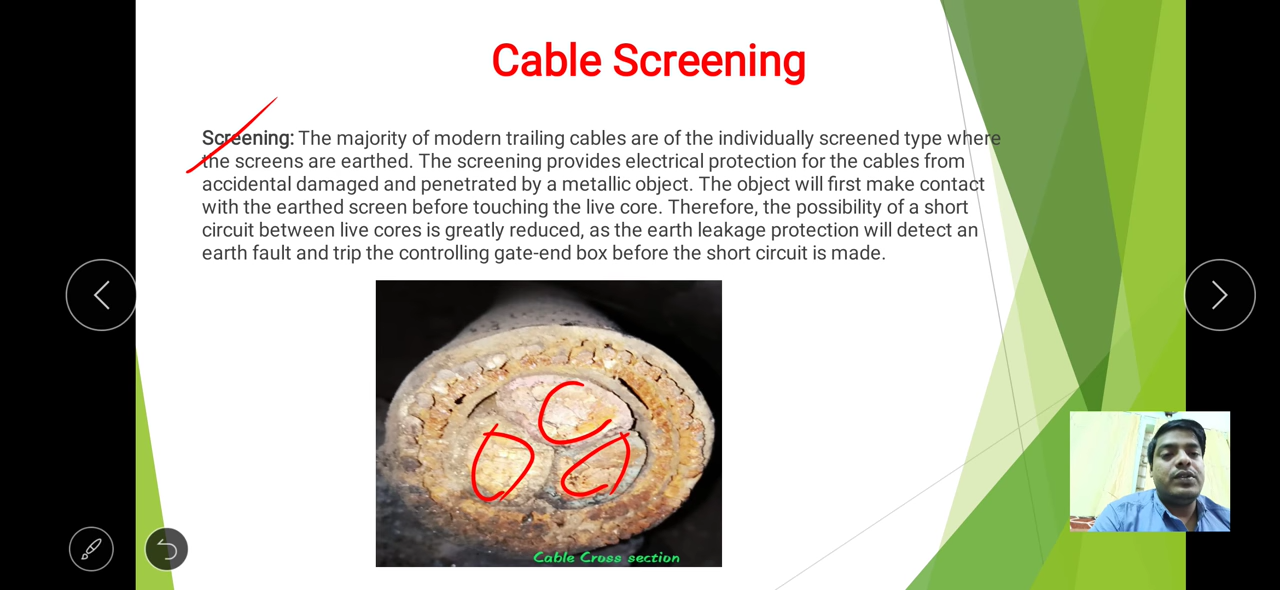 Cable Screening
Screening: The majority of modern trailing cables are of the individually screened type where
the screens are earthed. The screening provides electrical protection for the cables from
accidental damaged and penetrated by a metallic object. The object will first make contact
with the earthed screen before touching the live core. Therefore, the possibility of a short
circuit between live cores is greatly reduced, as the earth leakage protection will detect an
earth fault and trip the controlling gate-end box before the short circuit is made.
Cable Cross section